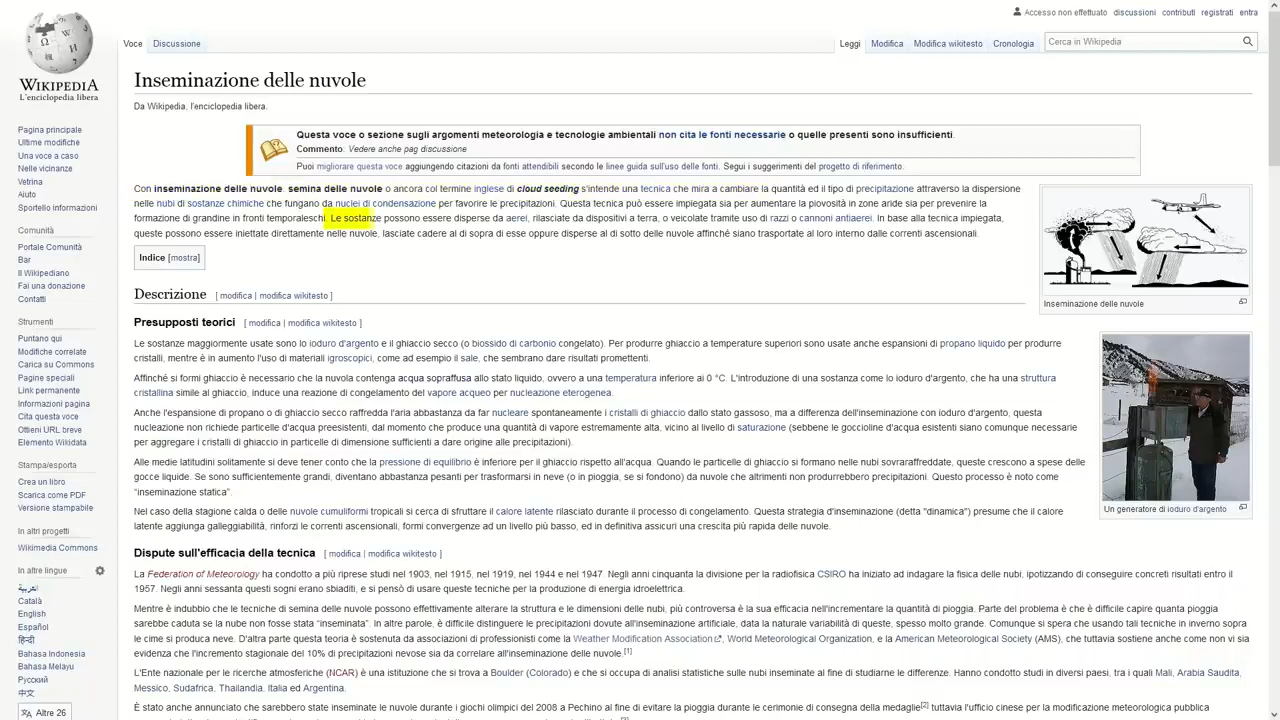 Accesso non effettuato discussioni contributi registrati entra
Voce Discussione Leggi Modifica Modifica wikitesto Cronologia Cerca in Wikipedia
WIKIPEDIA
L'enciclopedia libera
Pagina principale
Ultime modifiche
Una voce a caso
Nelle vicinanze
Vetrina
Aiuto
Sportello informazioni
Comunità
Portale Comunità
Bar
Il Wikipediano
Fai una donazione
Contatti
Strumenti
Puntano qui
Modifiche correlate
Carica su Commons
Pagine speciali
Link permanente
Informazioni pagina
Cita questa voce
Ottieni URL breve
Elemento Wikidata
Stampa/esporta
Crea un libro
Scarica come PDF
Versione stampabile
In altri progetti
Wikimedia Commons
In altre lingue
العربية
Català
English
Español
हिन्दी
Bahasa Indonesia
Bahasa Melayu
Русский
中文
Altre 26
Inseminazione delle nuvole
Da Wikipedia, l'enciclopedia libera.
Questa voce o sezione sugli argomenti meteorologia e tecnologie ambientali non cita le fonti necessarie o quelle presenti sono insufficienti.
Commento: Vedere anche pag discussione
Puoi migliorare questa voce aggiungendo citazioni da fonti attendibili secondo le linee guida sull'uso delle fonti. Segui i suggerimenti del progetto di riferimento.
Con inseminazione delle nuvole, semina delle nuvole o ancora col termine inglese di cloud seeding s'intende una tecnica che mira a cambiare la quantità ed il tipo di precipitazione attraverso la dispersione
nelle nubi di sostanze chimiche che fungano da nuclei di condensazione per favorire le precipitazioni. Questa tecnica può essere impiegata sia per aumentare la piovosità in zone aride sia per prevenire la
formazione di grandine in fronti temporaleschi. Le sostanze possono essere disperse da aerei, rilasciate da dispositivi a terra, o veicolate tramite uso di razzi o cannoni antiaerei. In base alla tecnica impiegata,
queste possono essere iniettate direttamente nelle nuvole, lasciate cadere al di sopra di esse oppure disperse al di sotto delle nuvole affinché siano trasportate al loro interno dalle correnti ascensionali.
Indice [mostra]
Inseminazione delle nuvole
Descrizione [ modifica | modifica wikitesto ]
Presupposti teorici [ modifica | modifica wikitesto ]
Le sostanze maggiormente usate sono lo ioduro d'argento e il ghiaccio secco (o biossido di carbonio congelato). Per produrre ghiaccio a temperature superiori sono usate anche espansioni di propano liquido per produrre
cristalli, mentre è in aumento l'uso di materiali igroscopici, come ad esempio il sale, che sembrano dare risultati promettenti.
Affinché si formi ghiaccio è necessario che la nuvola contenga acqua sopraffusa allo stato liquido, ovvero a una temperatura inferiore ai 0 °C. L'introduzione di una sostanza come lo ioduro d'argento, che ha una struttura
cristallina simile al ghiaccio, induce una reazione di congelamento del vapore acqueo per nucleazione eterogenea.
Anche l'espansione di propano o di ghiaccio secco raffredda l'aria abbastanza da far nucleare spontaneamente i cristalli di ghiaccio dallo stato gassoso, ma a differenza dell'inseminazione con ioduro d'argento, questa
nucleazione non richiede particelle d'acqua preesistenti, dal momento che produce una quantità di vapore estremamente alta, vicino al livello di saturazione (sebbene le goccioline d'acqua esistenti siano comunque necessarie
per aggregare i cristalli di ghiaccio in particelle di dimensione sufficienti a dare origine alle precipitazioni).
Alle medie latitudini solitamente si deve tener conto che la pressione di equilibrio è inferiore per il ghiaccio rispetto all'acqua. Quando le particelle di ghiaccio si formano nelle nubi sovraraffreddate, queste crescono a spese delle
gocce liquide. Se sono sufficientemente grandi, diventano abbastanza pesanti per trasformarsi in neve (o in pioggia, se si fondono) da nuvole che altrimenti non produrrebbero precipitazioni. Questo processo è noto come
“inseminazione statica”.
Nel caso della stagione calda o delle nuvole cumuliformi tropicali si cerca di sfruttare il calore latente rilasciato durante il processo di congelamento. Questa strategia d'inseminazione (detta "dinamica") presume che il calore
latente aggiunga galleggiabilità, rinforzi le correnti ascensionali, formi convergenze ad un livello più basso, ed in definitiva assicuri una crescita più rapida delle nuvole.
Un generatore di ioduro d'argento
Dispute sull'efficacia della tecnica [ modifica | modifica wikitesto ]
La Federation of Meteorology ha condotto a più riprese studi nel 1903, nel 1915, nel 1919, nel 1944 e nel 1947. Negli anni cinquanta la divisione per la radiofisica CSIRO ha iniziato ad indagare la fisica delle nubi, ipotizzando di conseguire concreti risultati entro il
1957. Negli anni sessanta questi sogni erano sbiaditi, e si pensò di usare queste tecniche per la produzione di energia idroelettrica.
Mentre è indubbio che le tecniche di semina delle nuvole possono effettivamente alterare la struttura e le dimensioni delle nubi, più controversa è la sua efficacia nell'incrementare la quantità di pioggia. Parte del problema è che è difficile capire quanta pioggia
sarebbe caduta se la nube non fosse stata “inseminata”. In altre parole, è difficile distinguere le precipitazioni dovute all'inseminazione artificiale, data la naturale variabilità di queste, spesso molto grande. Comunque si spera che usando tali tecniche in inverno sopra
le cime si produca neve. D'altra parte questa teoria è sostenuta da associazioni di professionisti come la Weather Modification Association, World Meteorological Organization, e la American Meteorological Society (AMS), che tuttavia sostiene anche come non vi sia
evidenza che l'incremento stagionale del 10% di precipitazioni nevose sia da correlare all'inseminazione delle nuvole.[1]
L'Ente nazionale per le ricerche atmosferiche (NCAR) è una istituzione che si trova a Boulder (Colorado) e che si occupa di analisi statistiche sulle nubi inseminate al fine di studiarne le differenze. Hanno condotto studi in diversi paesi, tra i quali Mali, Arabia Saudita,
Messico, Sudafrica, Thailandia, Italia ed Argentina.
È stato anche annunciato che sarebbero state inseminate le nuvole durante i giochi olimpici del 2008 a Pechino al fine di evitare la pioggia durante le cerimonie di consegna della medaglie[2] tuttavia l'ufficio cinese per la modificazione meteorologica pubblica